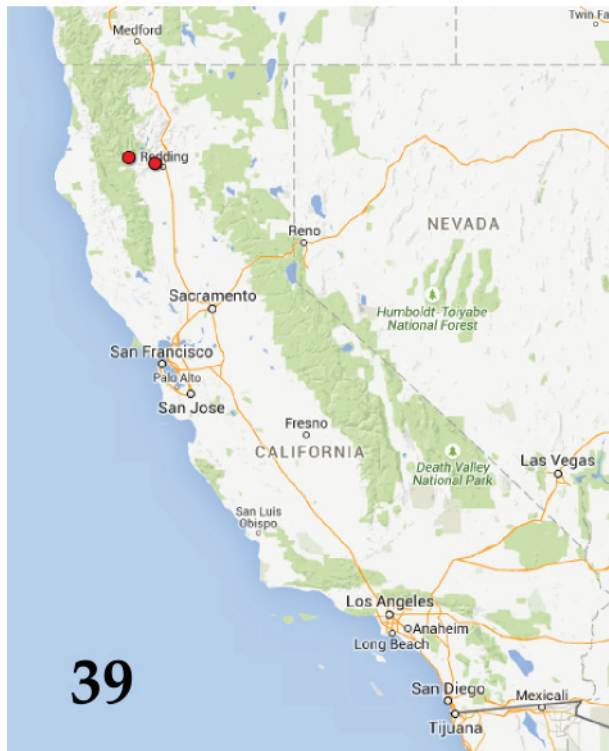 Twin Fa
Medford
Redding
Reno
NEVADA
Sacramento
Humboldt-Toiyabe
National Forest
San Francisco
Palo Alto
San Jose
Fresno
CALIFORNIA
Las Vegas
Death Valley
National Park
San Luis
Obispo
Los Angeles
Anaheim
Long Beach
39
San Diego
Mexicali
Tijuana